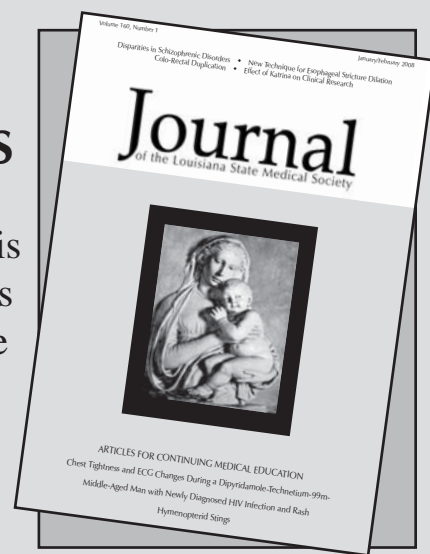 s
is
s
e
Volume 160, Number 1
January/February 2008
Disparities in Schizophrenic Disorders • New Technique for Esophageal Stricture Dilation
Colo-Rectal Duplication • Effect of Katrina on Clinical Research
Journal
of the Louisiana State Medical Society
ARTICLES FOR CONTINUING MEDICAL EDUCATION
Chest Tightness and ECG Changes During a Dipyridamole-Technetium-99m-
Middle-Aged Man with Newly Diagnosed HIV Infection and Rash
Hymenopterid Stings